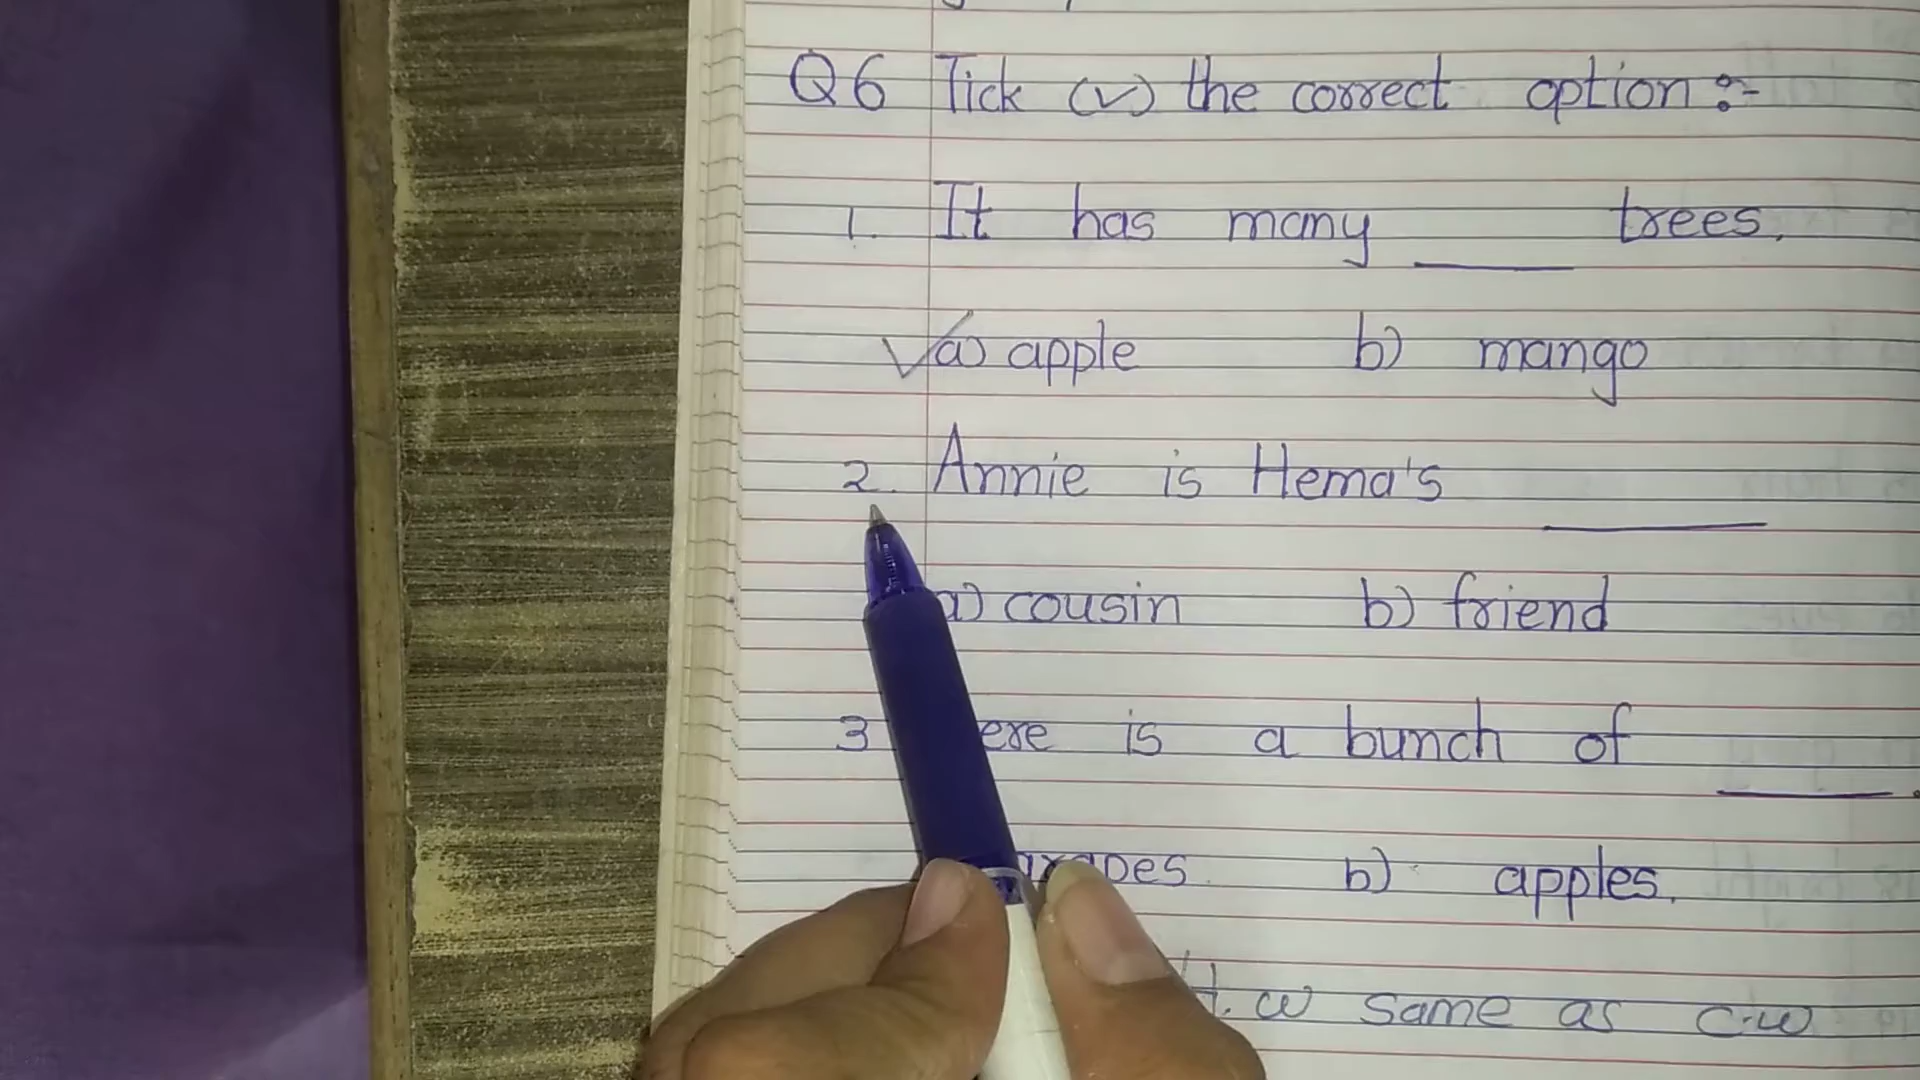 Q6 Tick (✓) the correct option :-
1. It has many ____ trees.
✓a) apple b) mango
2. Annie is Hema's ____
a) cousin b) friend
3 ere is a bunch of ____.
b) apples.
H.w same as c.w